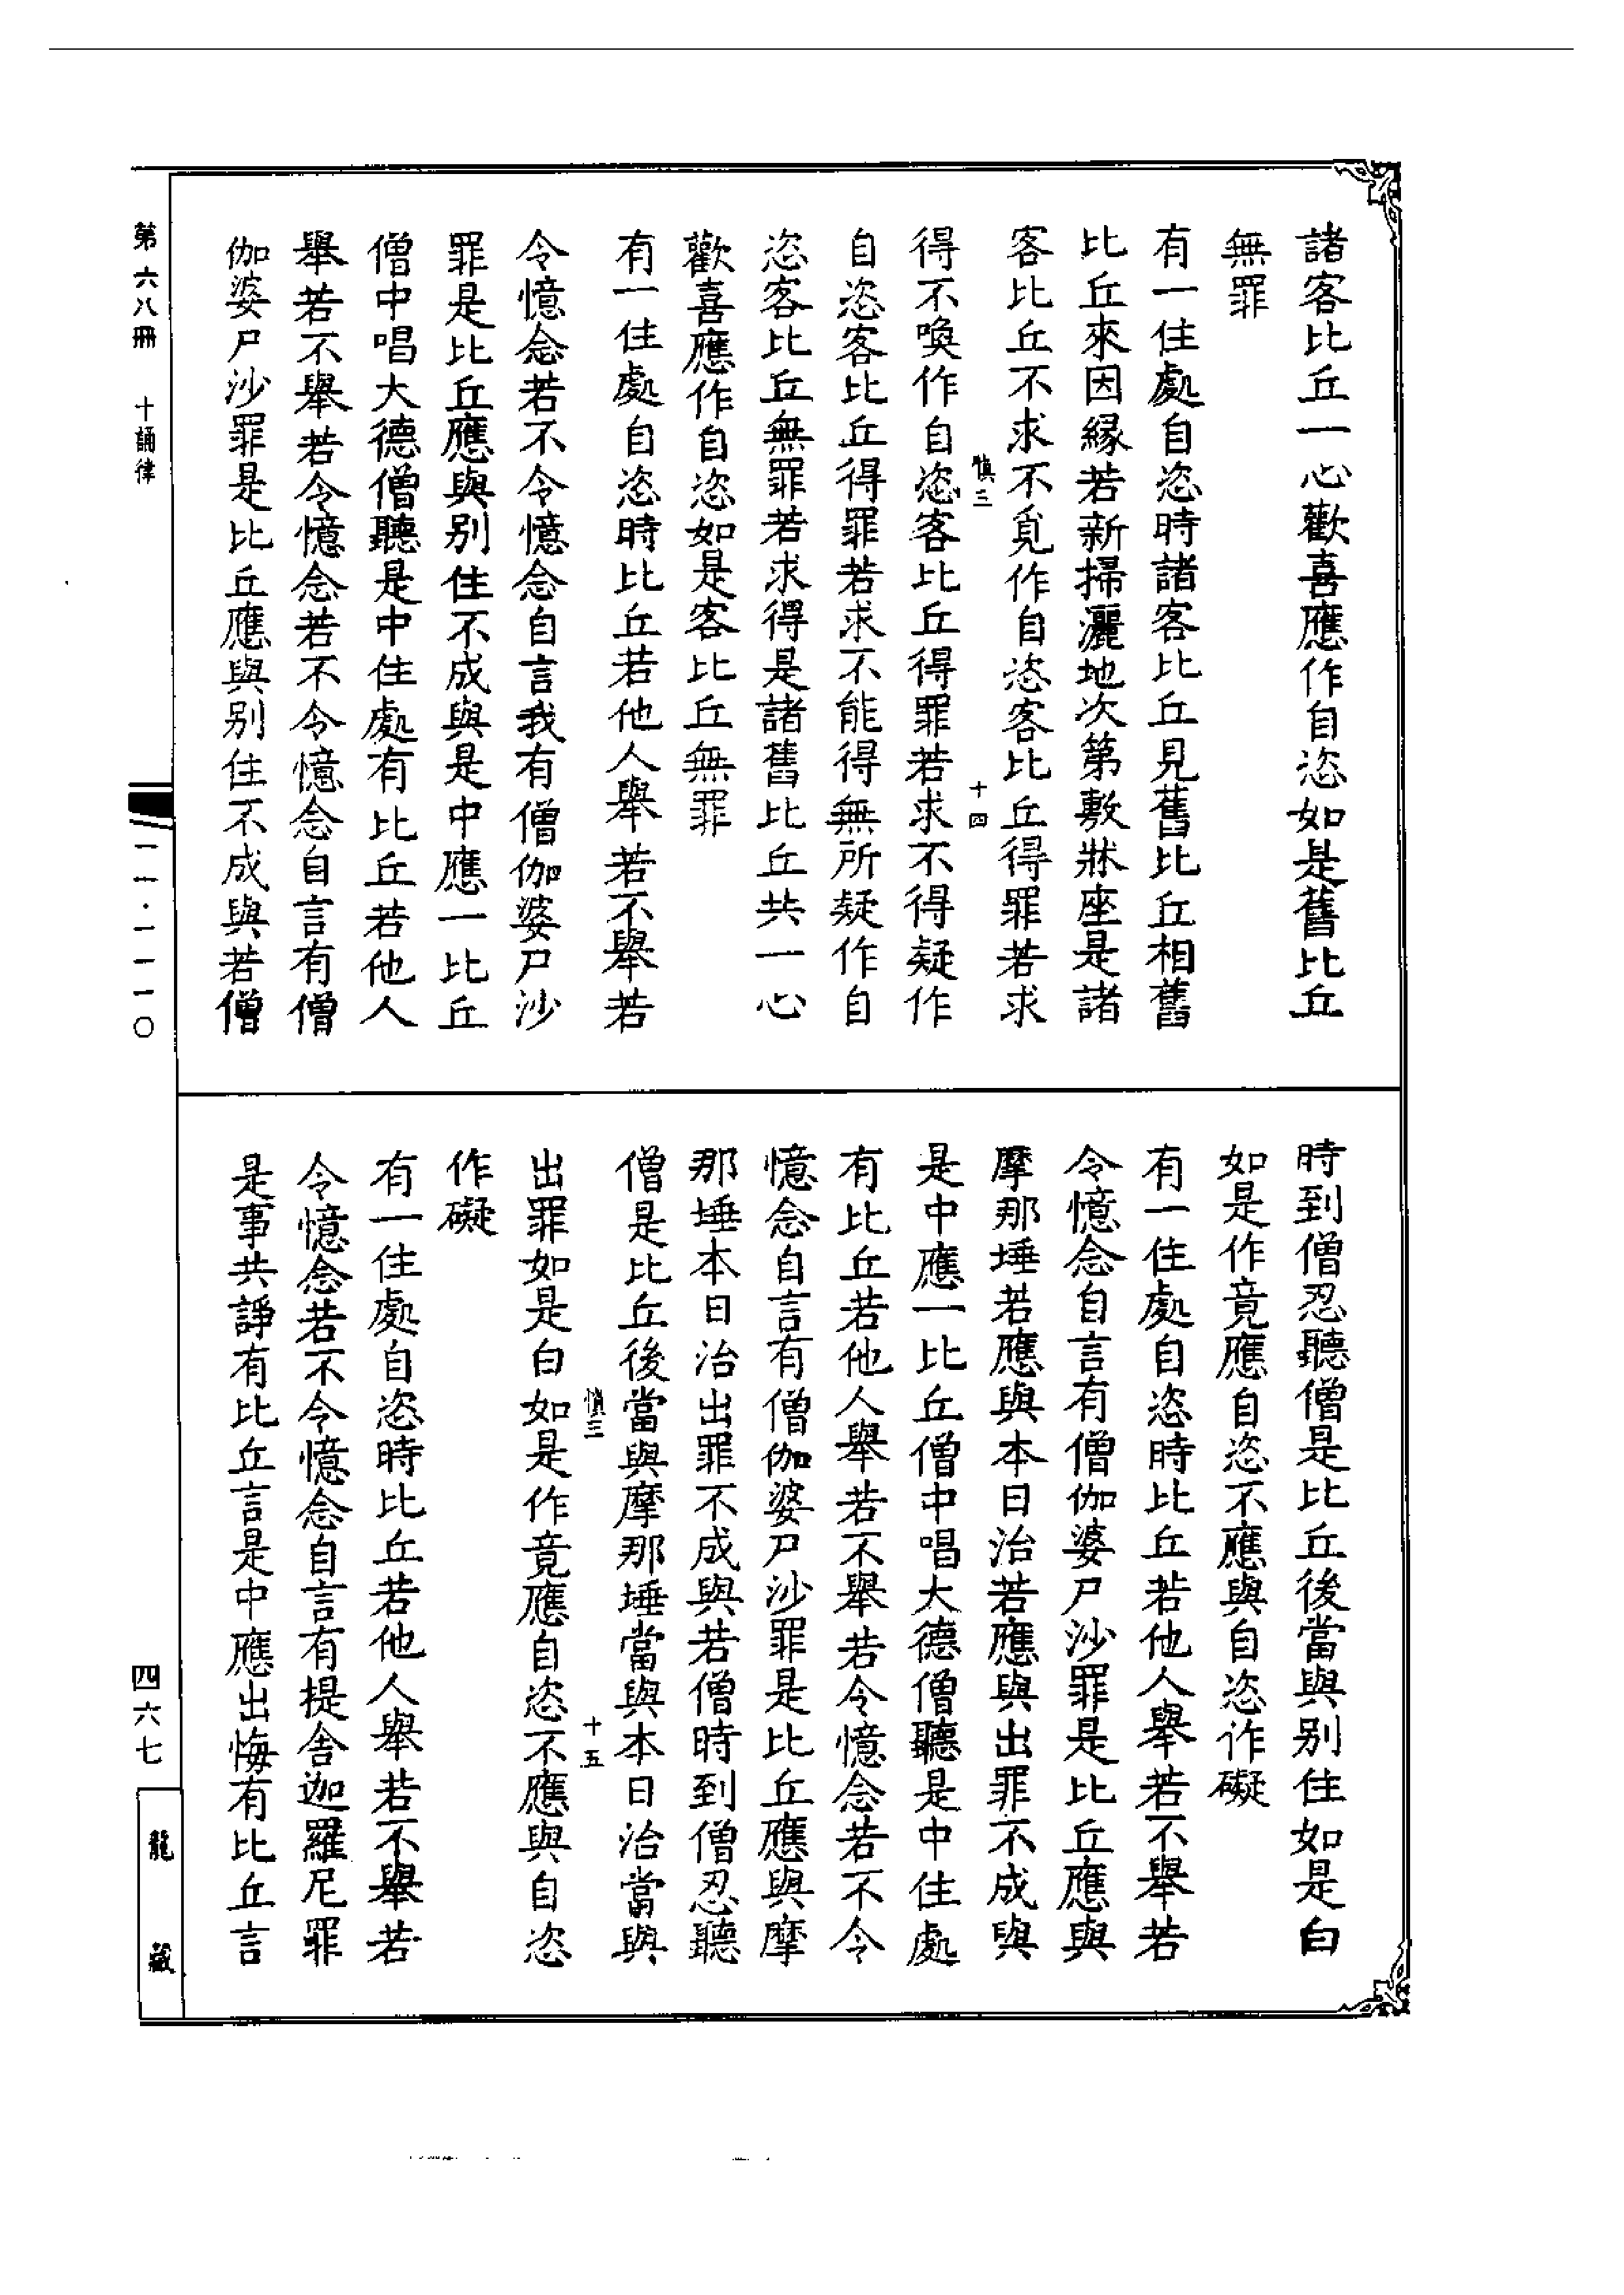 諸客比丘一心歡喜應作自恣如是舊比丘
無罪
有一住處自恣時諸客比丘見舊比丘相舊
比丘來因緣若新掃灑地次第敷牀座是諸
客比丘不求不覓作自恣客比丘得罪若求
慎三
十四
得不喚作自恣客比丘得罪若求不得疑作
自恣客比丘得罪若求不能得無所疑作自
恣客比丘無罪若求得是諸舊比丘共一心
歡喜應作自恣如是客比丘無罪
有一住處自恣時比丘若他人舉若不舉若
令憶念若不令憶念自言我有僧伽婆尸沙
罪是比丘應與別住不成與是中應一比丘
僧中唱大德僧聽是中住處有比丘若他人
舉若不舉若令憶念若不令憶念自言有僧
伽婆尸沙罪是比丘應與別住不成與若僧
時到僧忍聽僧是比丘後當與別住如是白
如是作竟應自恣不應與自恣作礙
有一住處自恣時比丘若他人舉若不舉若
令憶念自言有僧伽婆尸沙罪是比丘應與
摩那埵若應與本日治若應與出罪不成與
是中應一比丘僧中唱大德僧聽是中住處
有比丘若他人舉若不舉若令憶念若不令
憶念自言有僧伽婆尸沙罪是比丘應與摩
那埵本日治出罪不成與若僧時到僧忍聽
僧是比丘後當與摩那埵當與本日治當與
慎三
十五
出罪如是白如是作竟應自恣不應與自恣
作礙
有一住處自恣時比丘若他人舉若不舉若
令憶念若不令憶念自言有提舍迦羅尼罪
是事共諍有比丘言是中應出悔有比丘言
第六八冊
十誦律
一一·一一一〇
四六七
龍藏